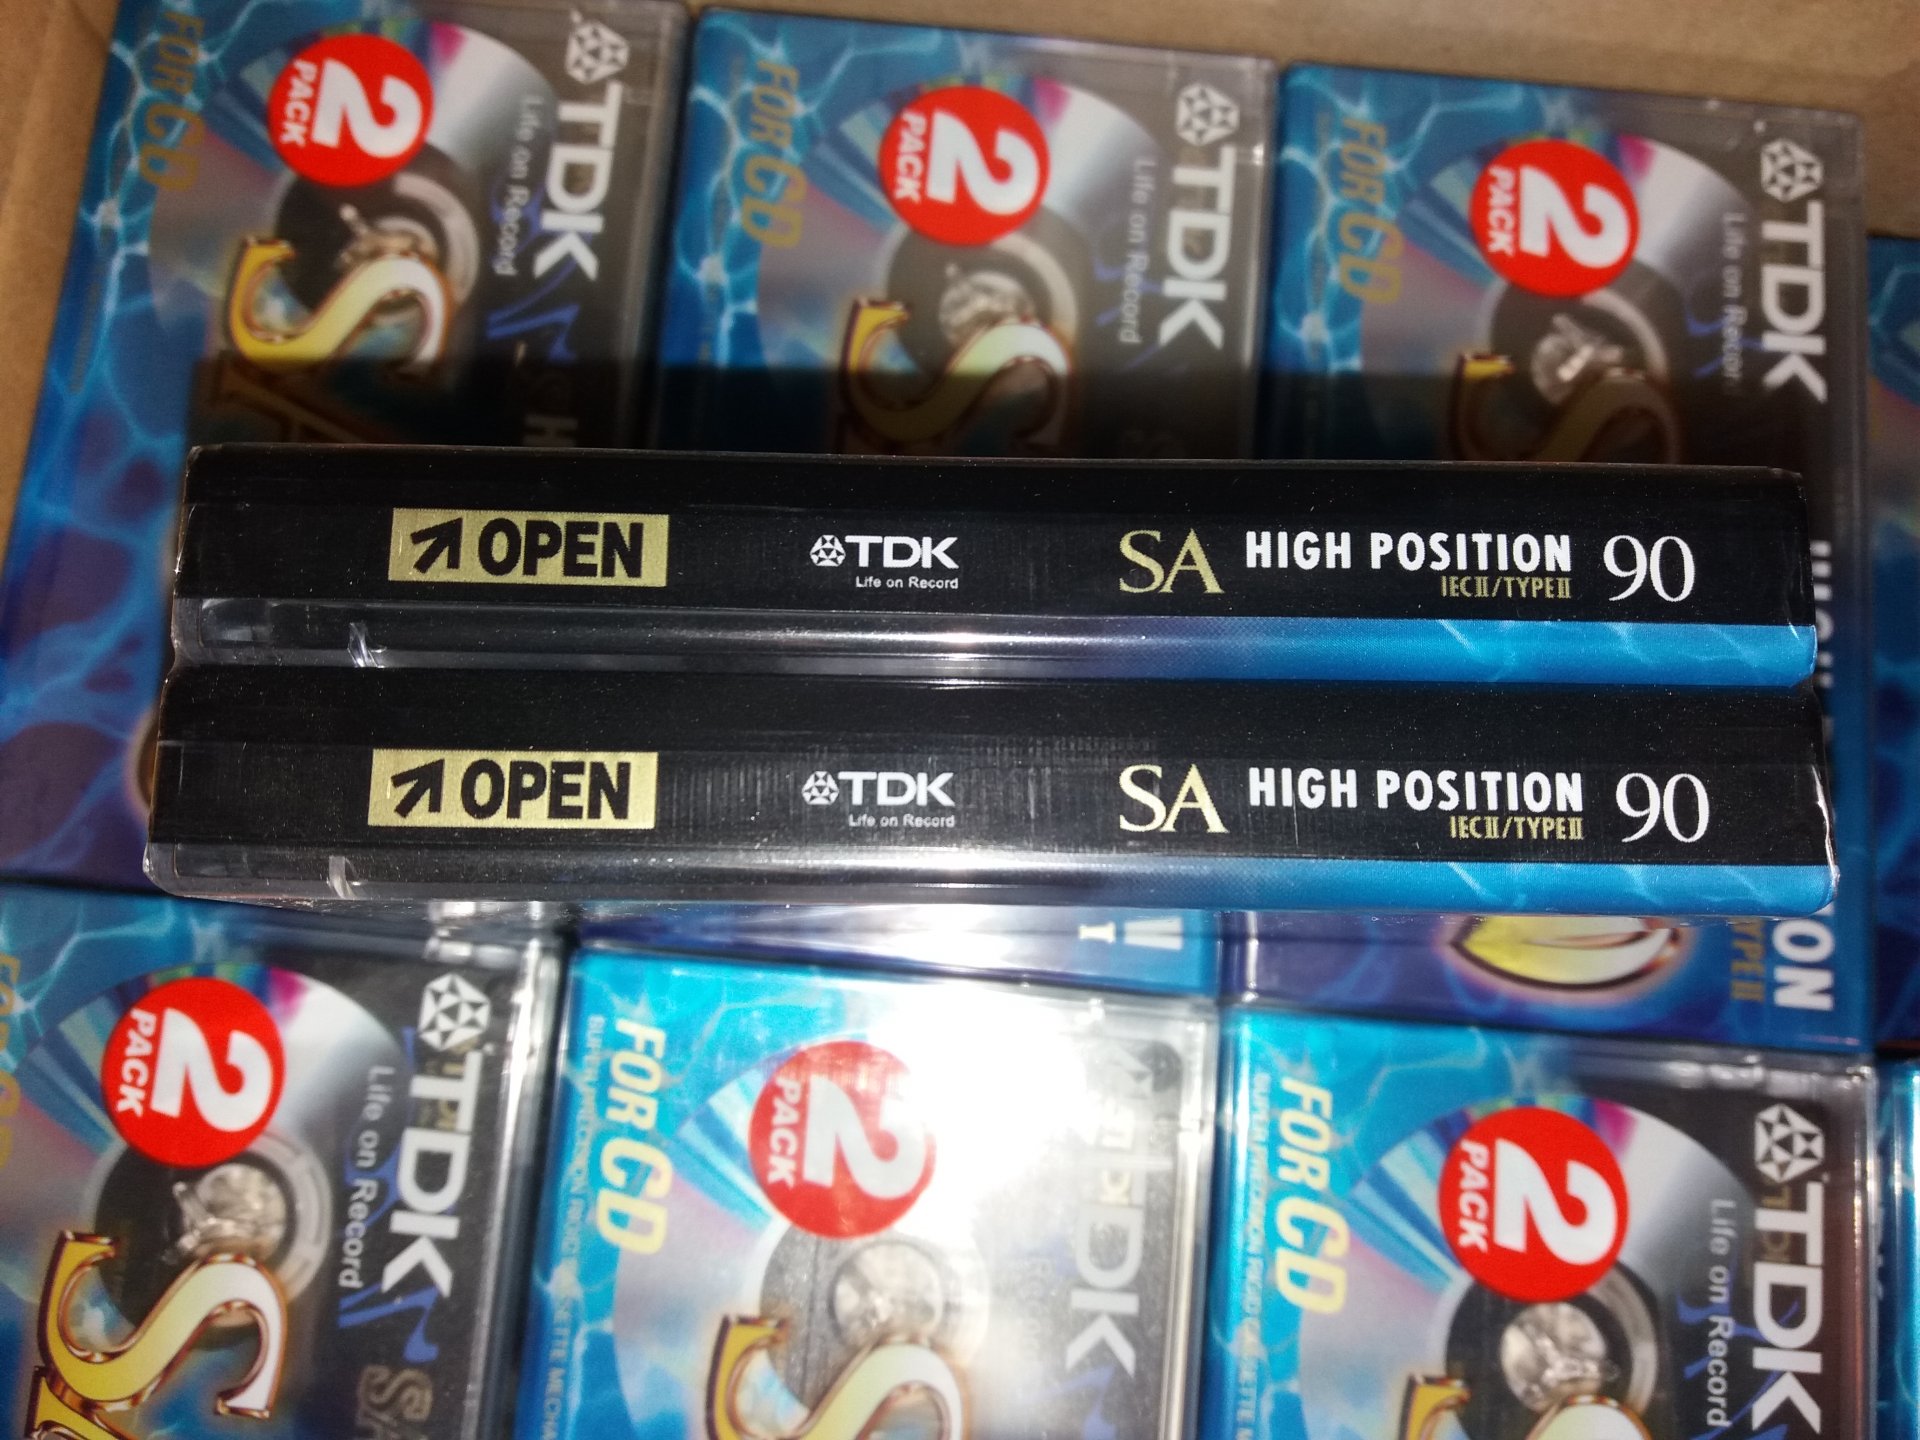 FOR CD
2
PACK
TDK
Life on Record
S
FOR CD
2
PACK
TDK
Life on Record
S
FOR CD
2
PACK
TDK
S
OPEN
TDK
Life on Record
SA HIGH POSITION 90
IECⅡ/TYPEⅡ
OPEN
TDK
Life on Record
SA HIGH POSITION 90
IECⅡ/TYPEⅡ
2
PACK
TDK
Life on Record
SA
FOR CD
2
PACK
TDK
S
FOR CD
2
PACK
TDK
Life on Record